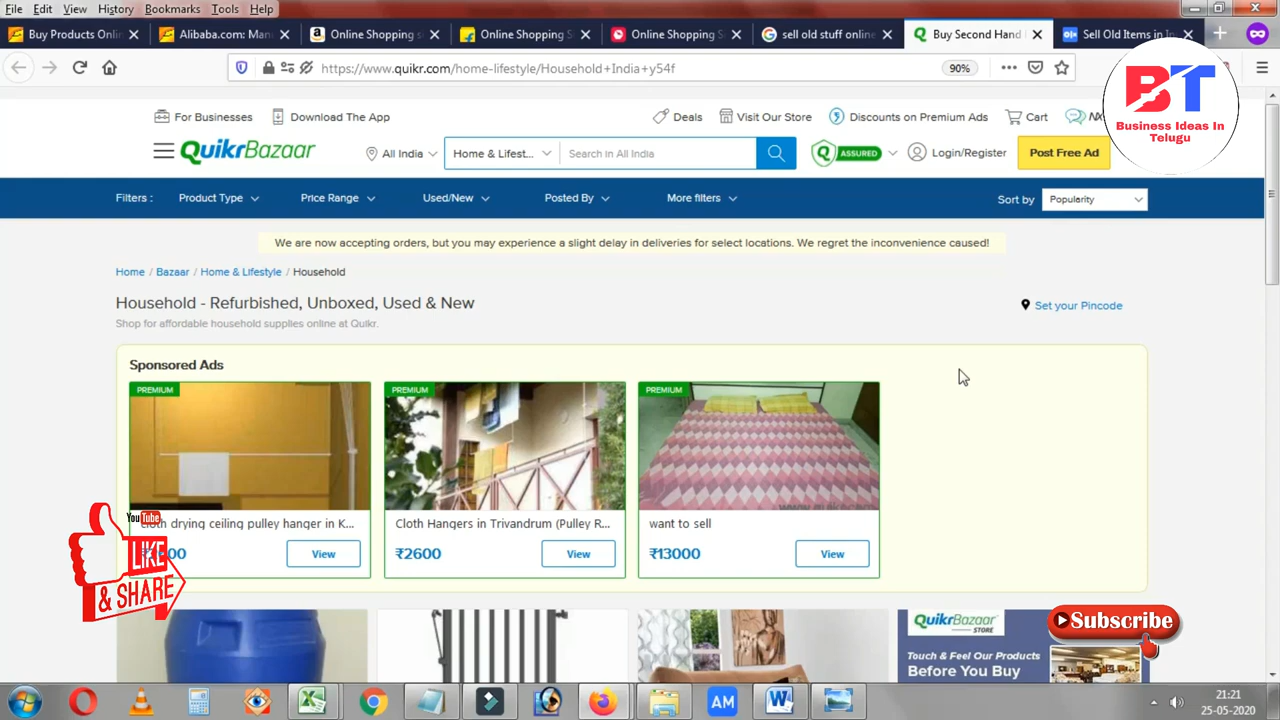 File Edit View History Bookmarks Tools Help
Buy Products Onli
Alibaba.com: Man
Online Shopping s
Online Shopping S
Online Shopping S
sell old stuff online
Buy Second Hand
Sell Old Items in In
https://www.quikr.com/home-lifestyle/Household+India+y54f
90%
BT
Business Ideas In
Telugu
For Businesses
Download The App
Deals
Visit Our Store
Discounts on Premium Ads
Cart
QuikrBazaar
All India
Home & Lifest...
Search in All India
Q ASSURED
Login/Register
Post Free Ad
Filters :
Product Type
Price Range
Used/New
Posted By
More filters
Sort by
Popularity
We are now accepting orders, but you may experience a slight delay in deliveries for select locations. We regret the inconvenience caused!
Home / Bazaar / Home & Lifestyle / Household
Household - Refurbished, Unboxed, Used & New
Set your Pincode
Shop for affordable household supplies online at Quikr.
Sponsored Ads
PREMIUM
PREMIUM
PREMIUM
cloth drying ceiling pulley hanger in K...
Cloth Hangers in Trivandrum (Pulley R...
want to sell
View
₹2600
View
₹13000
View
YouTube
LIKE
& SHARE
QuikrBazaar
STORE
Touch & Feel Our Products
Before You Buy
Subscribe
AM
21:21
25-05-2020